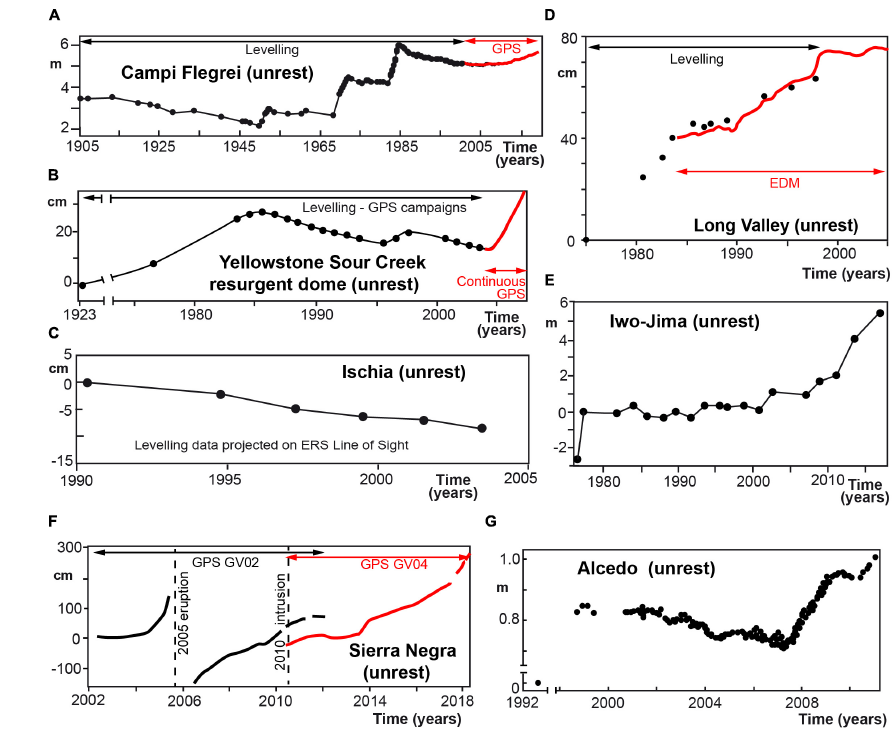 A
Levelling
GPS
Campi Flegrei (unrest)
6
m
4
2
1905 1925 1945 1965 1985 2005 Time
(years)
B
cm
Levelling - GPS campaigns
20
Yellowstone Sour Creek
resurgent dome (unrest)
Continuous
GPS
0
1923 1980 1990 2000 Time
(years)
C
5
cm
0
-5
-15
Ischia (unrest)
Levelling data projected on ERS Line of Sight
1990 1995 2000 Time 2005
(years)
D
80
cm
40
0
Levelling
EDM
Long Valley (unrest)
1980 1990 2000
Time (years)
E
6
m
4
2
0
-2
Iwo-Jima (unrest)
1980 1990 2000 2010 Time
(years)
F
300
cm
100
0
-100
GPS GV02
GPS GV04
2005 eruption
2010 intrusion
Sierra Negra
(unrest)
2002 2006 2010 2014 2018
Time (years)
G
1.0
m
0.8
0
Alcedo (unrest)
1992 2000 2004 2008
Time (years)